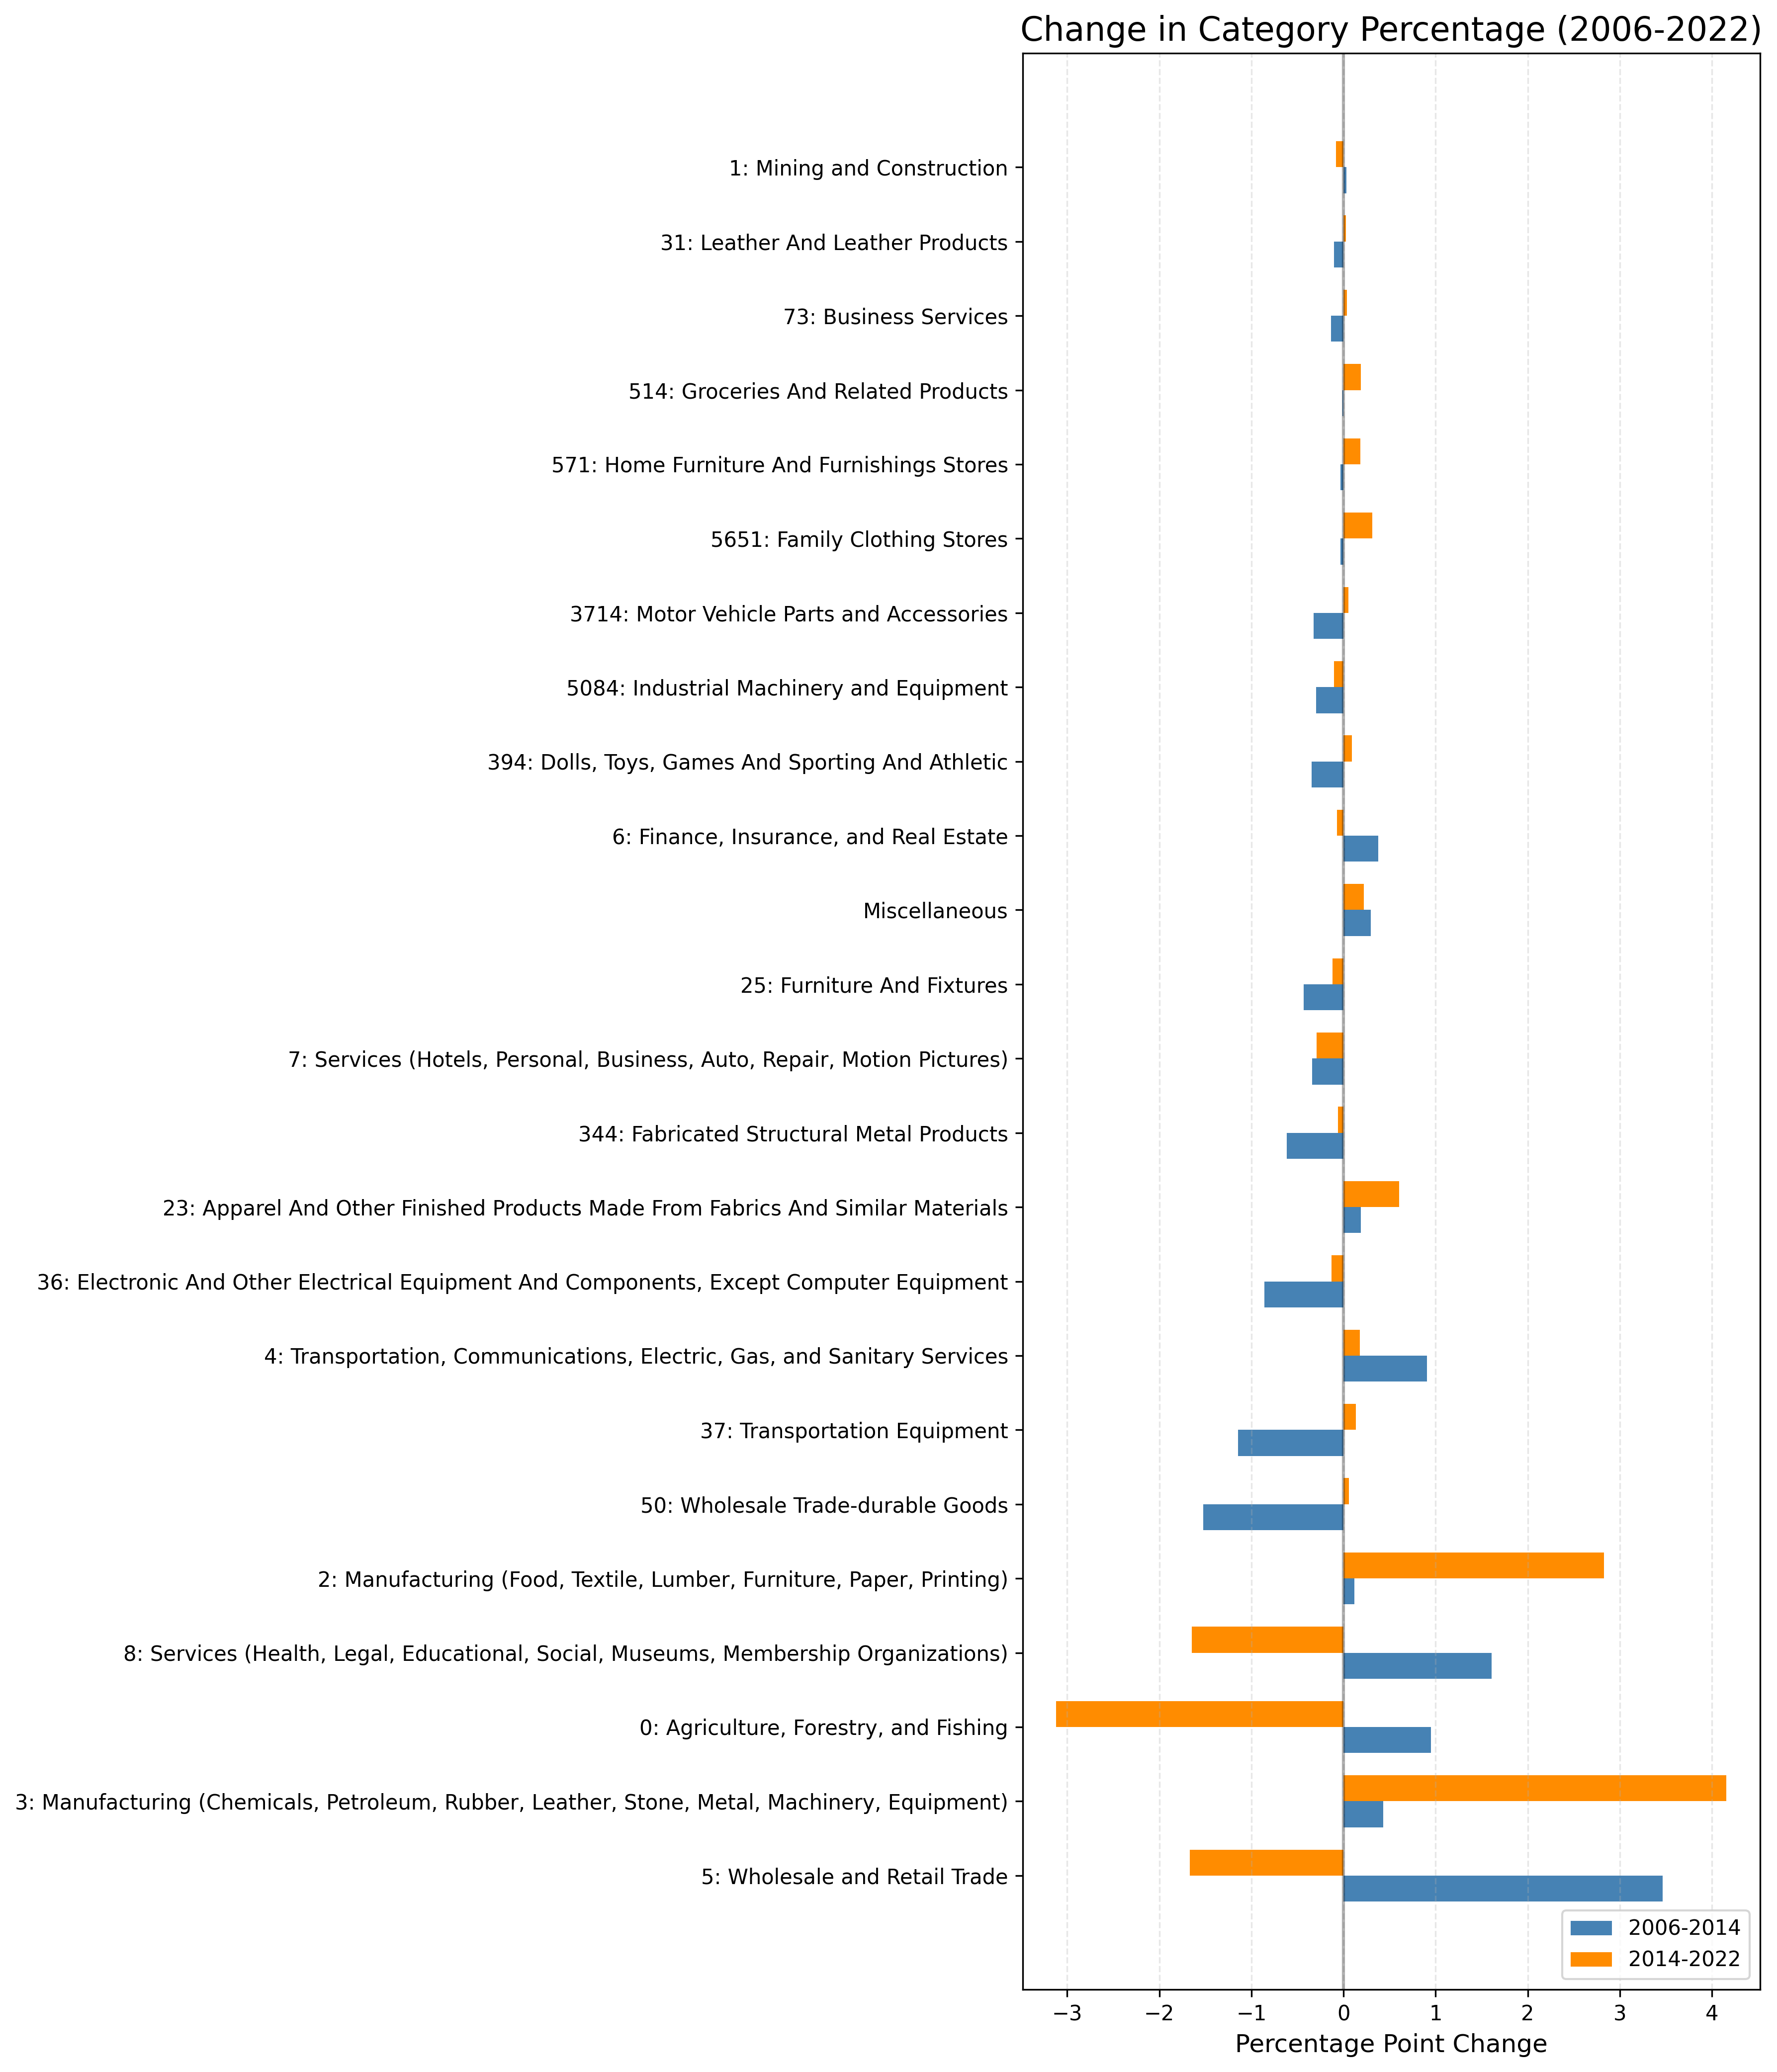 Change in Category Percentage (2006-2022)
1: Mining and Construction
31: Leather And Leather Products
73: Business Services
514: Groceries And Related Products
571: Home Furniture And Furnishings Stores
5651: Family Clothing Stores
3714: Motor Vehicle Parts and Accessories
5084: Industrial Machinery and Equipment
394: Dolls, Toys, Games And Sporting And Athletic
6: Finance, Insurance, and Real Estate
Miscellaneous
25: Furniture And Fixtures
7: Services (Hotels, Personal, Business, Auto, Repair, Motion Pictures)
344: Fabricated Structural Metal Products
23: Apparel And Other Finished Products Made From Fabrics And Similar Materials
36: Electronic And Other Electrical Equipment And Components, Except Computer Equipment
4: Transportation, Communications, Electric, Gas, and Sanitary Services
37: Transportation Equipment
50: Wholesale Trade-durable Goods
2: Manufacturing (Food, Textile, Lumber, Furniture, Paper, Printing)
8: Services (Health, Legal, Educational, Social, Museums, Membership Organizations)
0: Agriculture, Forestry, and Fishing
3: Manufacturing (Chemicals, Petroleum, Rubber, Leather, Stone, Metal, Machinery, Equipment)
5: Wholesale and Retail Trade
2006-2014
2014-2022
−3 −2 −1 0 1 2 3 4
Percentage Point Change